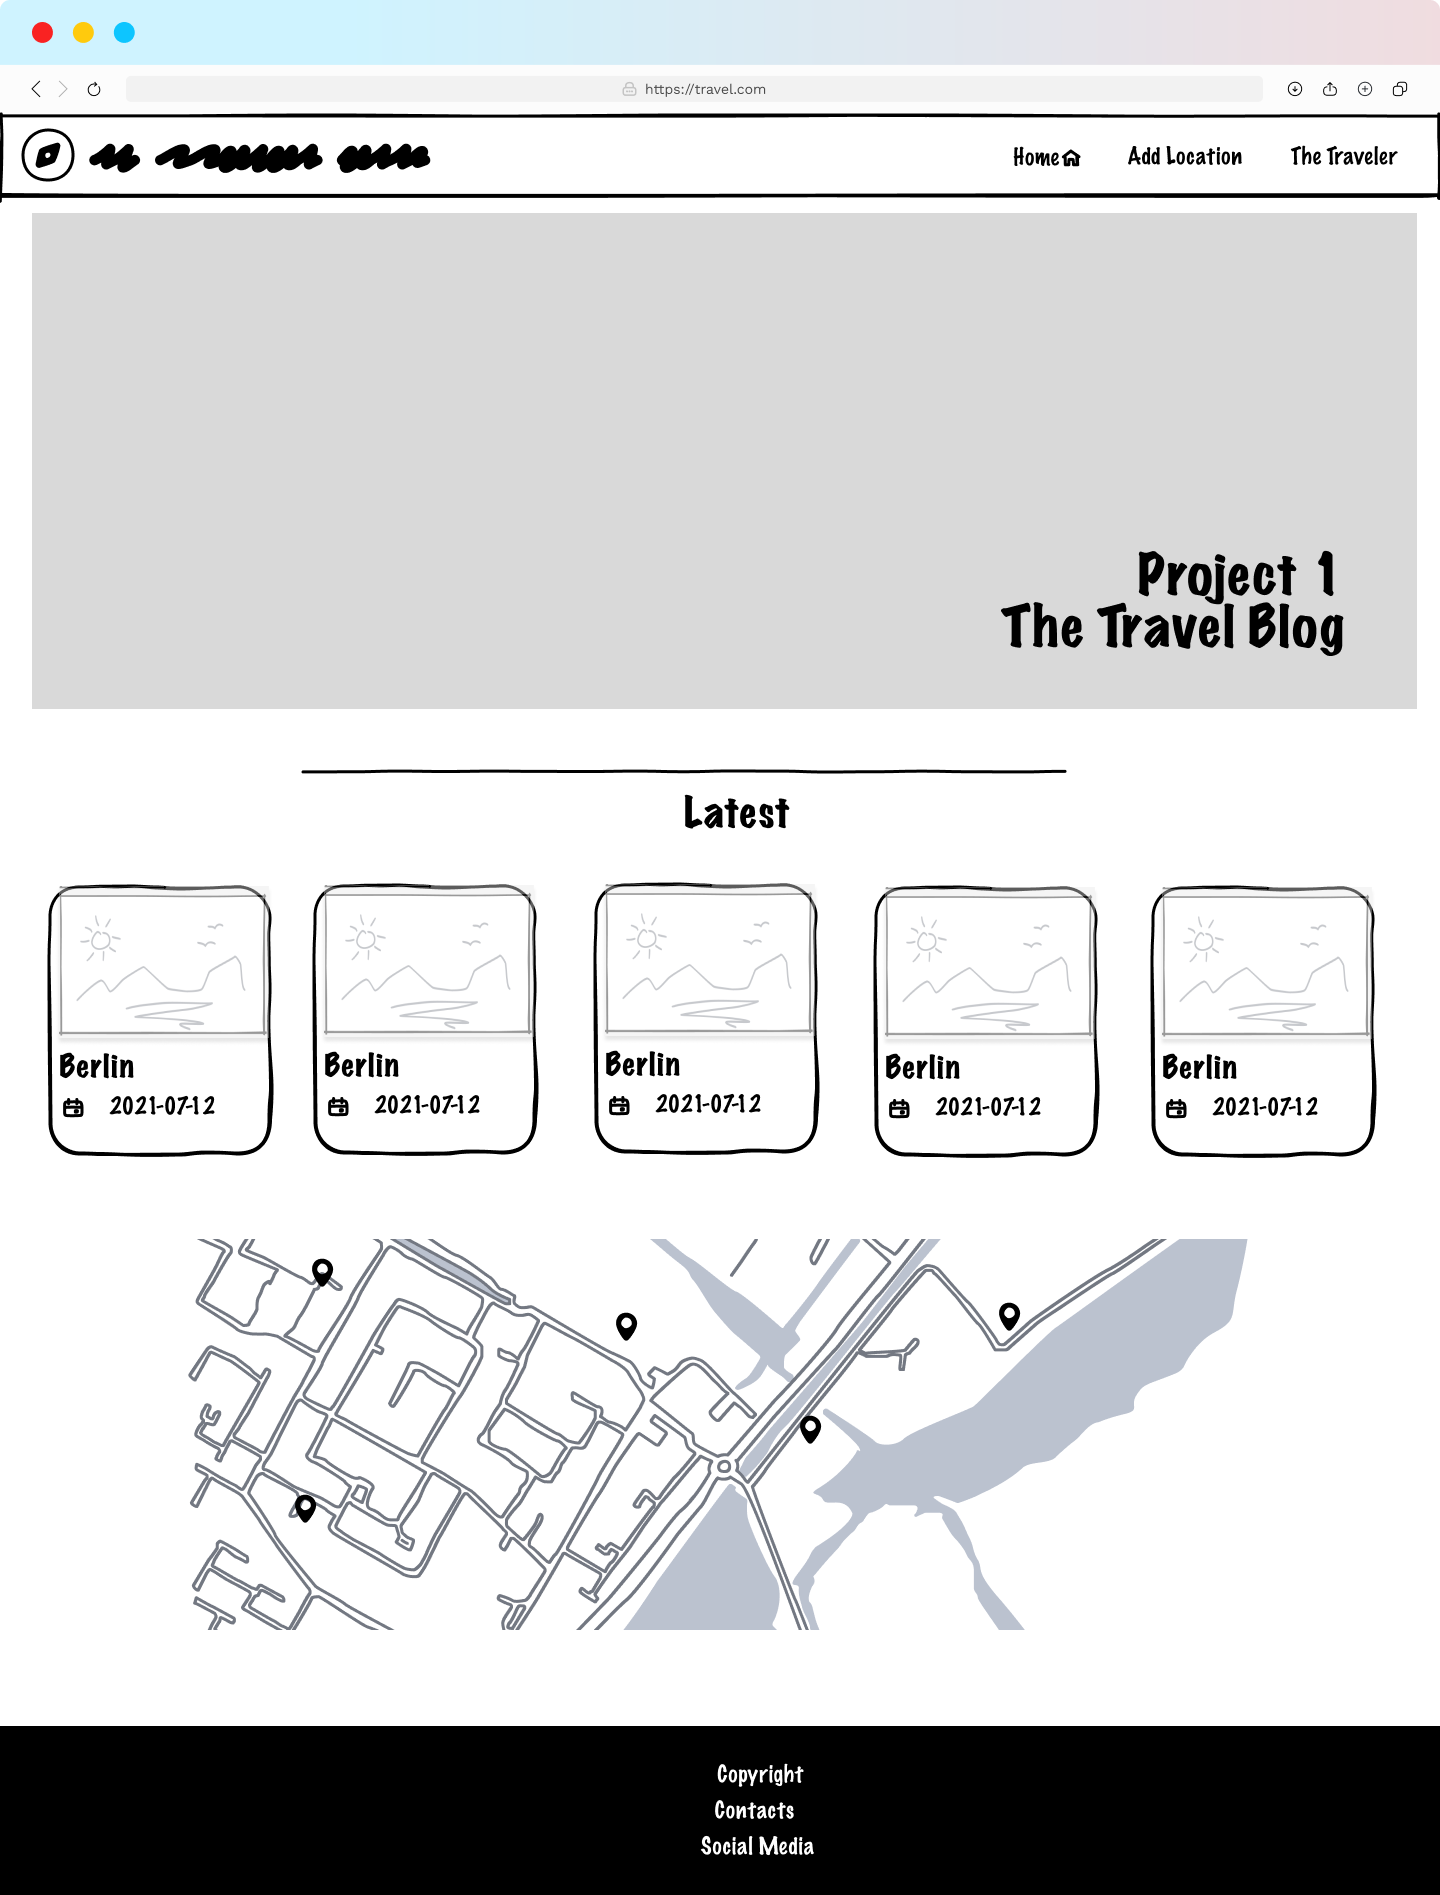 https://travel.com
Home Add Location The Traveler
Project 1
The Travel Blog
Latest
Berlin
2021-07-12
Berlin
2021-07-12
Berlin
2021-07-12
Berlin
2021-07-12
Berlin
2021-07-12
Copyright
Contacts
Social Media